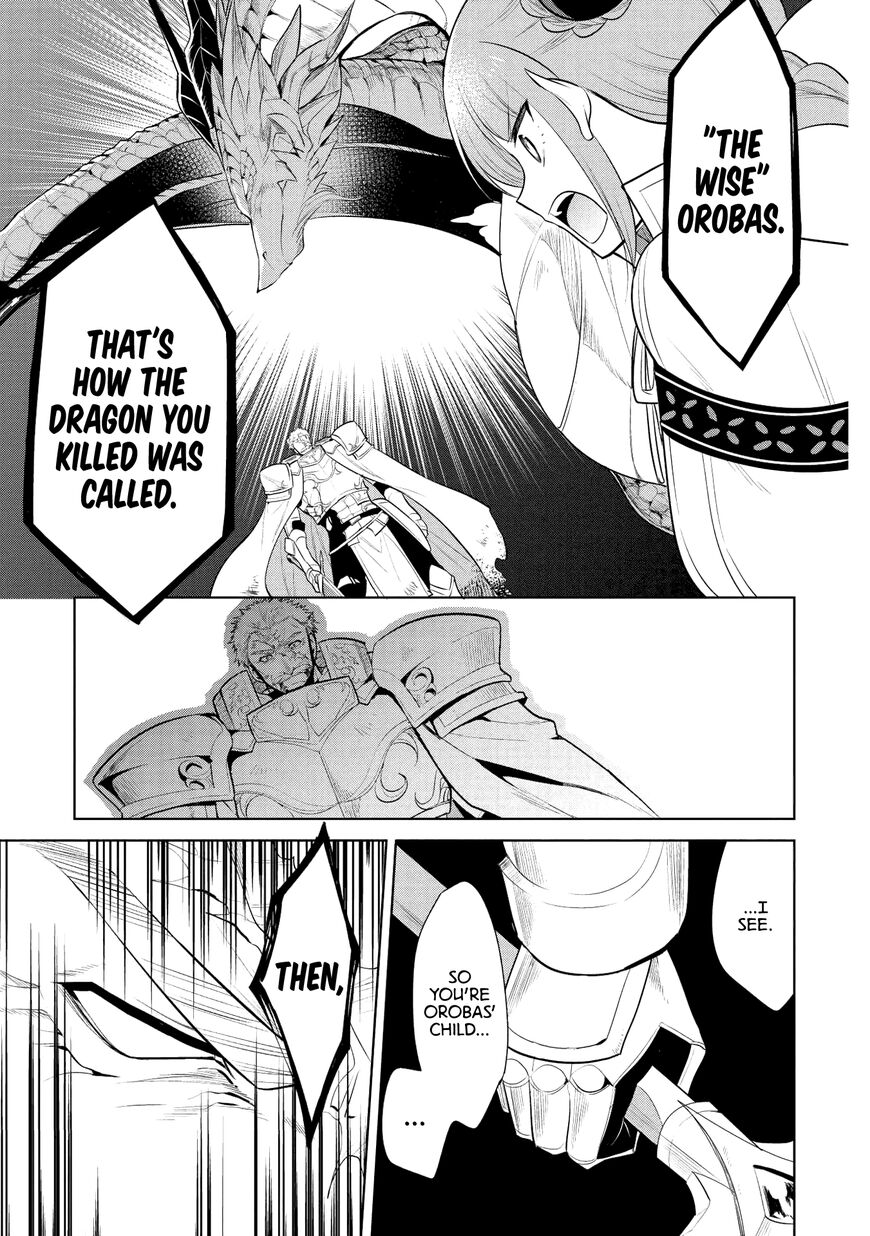 "THE
WISE"
OROBAS.
THAT'S
HOW THE
DRAGON YOU
KILLED WAS
CALLED.
...I
SEE.
SO
YOU'RE
OROBAS'
CHILD...
...
THEN,